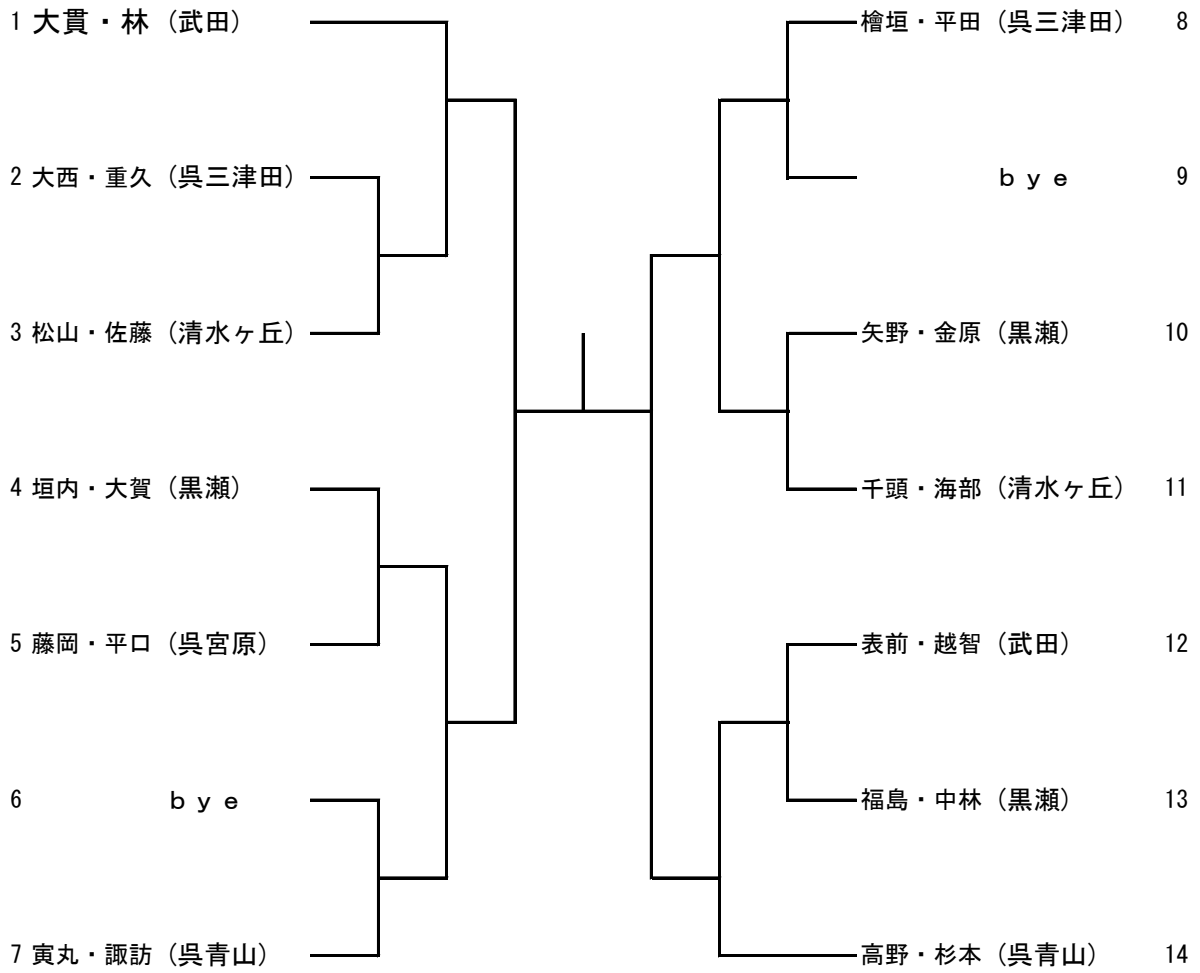 1 大貫・林（武田）
2 大西・重久（呉三津田）
3 松山・佐藤（清水ヶ丘）
4 垣内・大賀（黒瀬）
5 藤岡・平口（呉宮原）
6 ｂｙｅ
7 寅丸・諏訪（呉青山）
檜垣・平田（呉三津田） 8
ｂｙｅ 9
矢野・金原（黒瀬） 10
千頭・海部（清水ヶ丘） 11
表前・越智（武田） 12
福島・中林（黒瀬） 13
高野・杉本（呉青山） 14